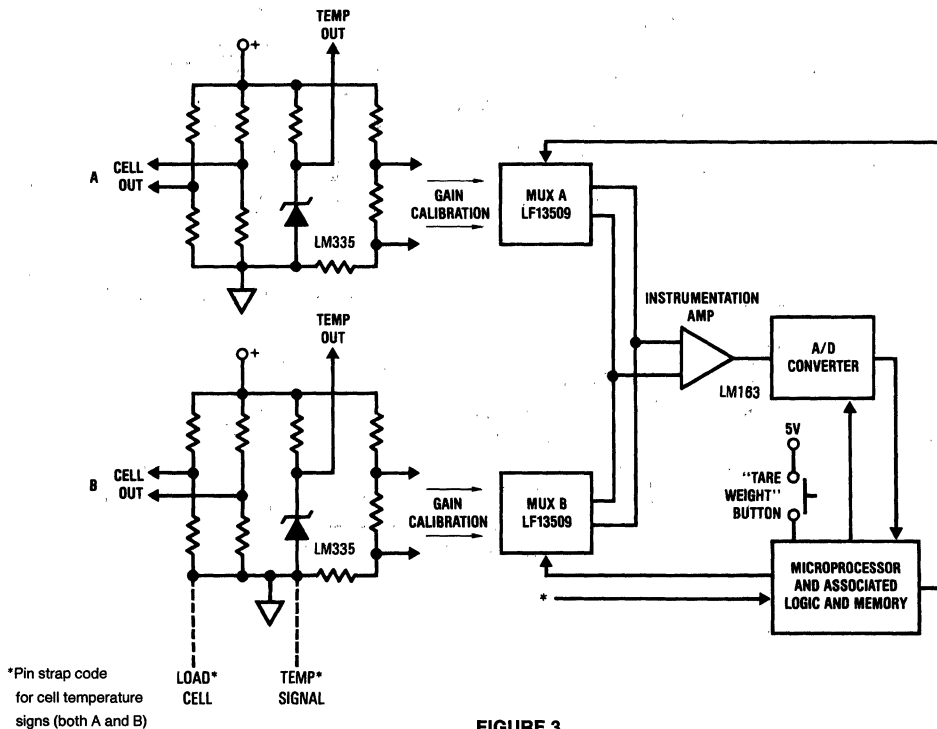 TEMP
OUT
+
A
CELL
OUT
LM335
GAIN
CALIBRATION
MUX A
LF13509
TEMP
OUT
+
B
CELL
OUT
LM335
GAIN
CALIBRATION
MUX B
LF13509
INSTRUMENTATION
AMP
LM163
A/D
CONVERTER
5V
"TARE
WEIGHT"
BUTTON
MICROPROCESSOR
AND ASSOCIATED
LOGIC AND MEMORY
*
LOAD*
CELL
TEMP*
SIGNAL
*Pin strap code
for cell temperature
signs (both A and B)
FIGURE 3